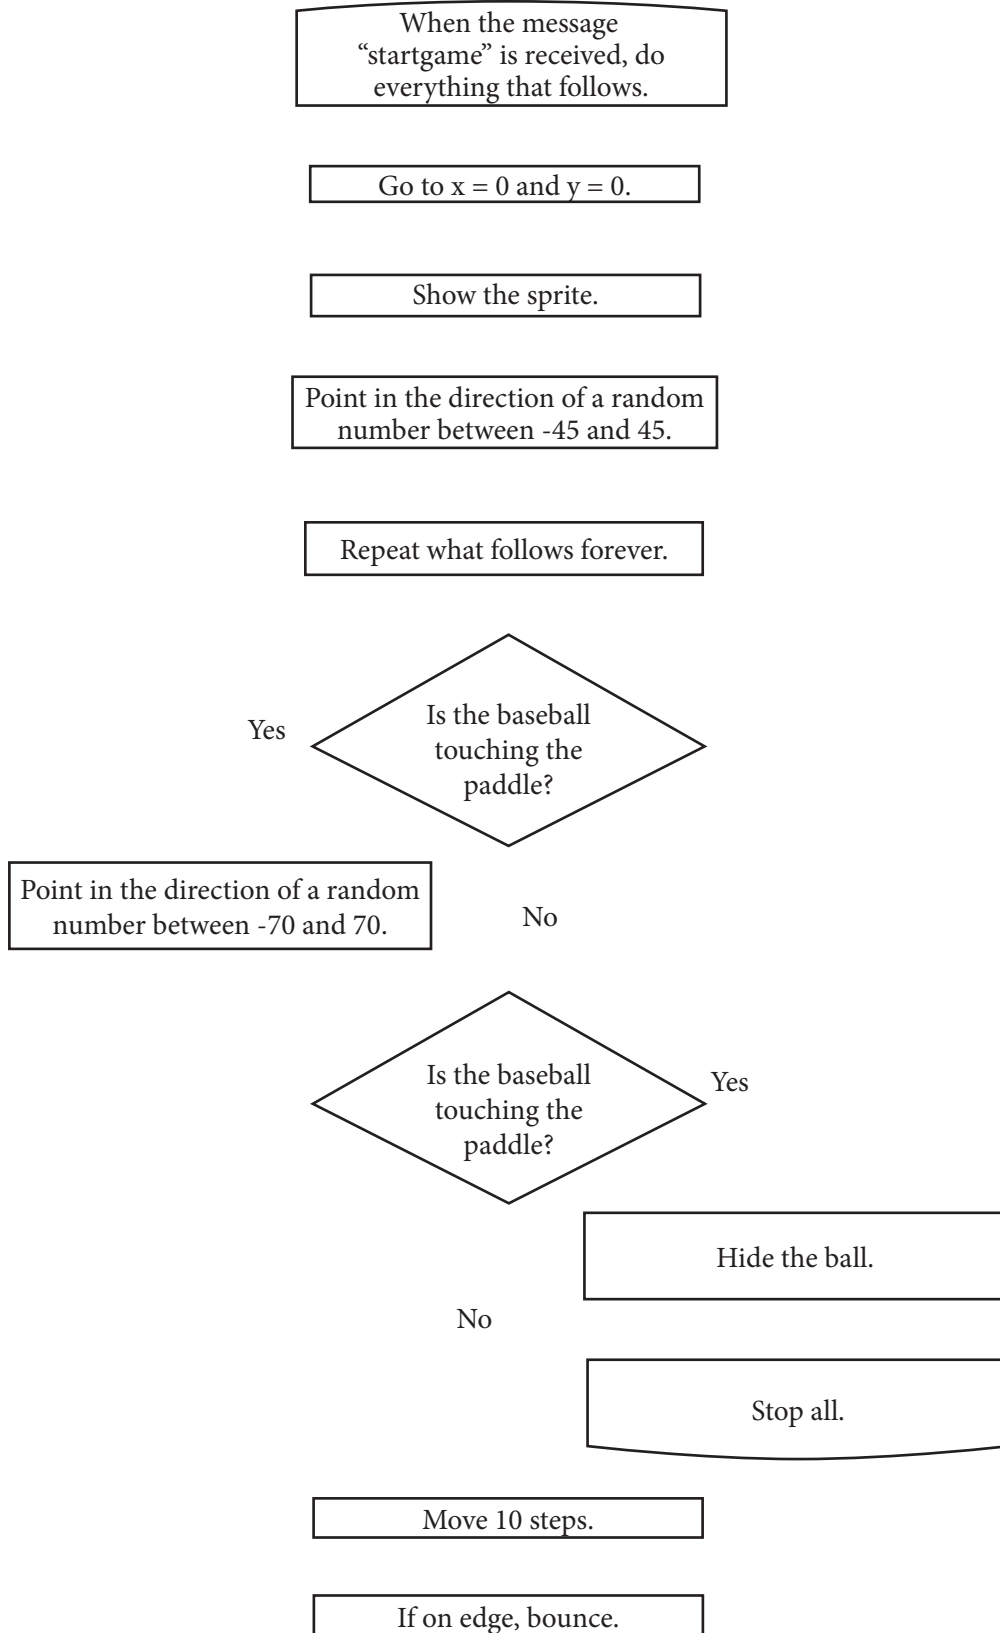 When the message
“startgame” is received, do
everything that follows.
Go to x = 0 and y = 0.
Show the sprite.
Point in the direction of a random
number between -45 and 45.
Repeat what follows forever.
Is the baseball
touching the
paddle?
Yes
Point in the direction of a random
number between -70 and 70.
No
Is the baseball
touching the
paddle?
Yes
Hide the ball.
No
Stop all.
Move 10 steps.
If on edge, bounce.